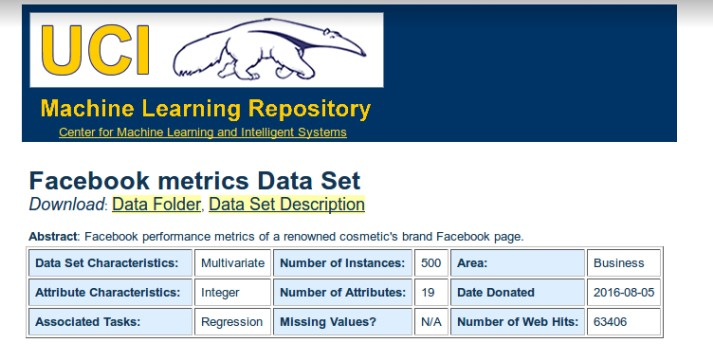 UCI
Machine Learning Repository
Center for Machine Learning and Intelligent Systems
Facebook metrics Data Set
Download: Data Folder, Data Set Description
Abstract: Facebook performance metrics of a renowned cosmetic's brand Facebook page.
Data Set Characteristics: Multivariate Number of Instances: 500 Area: Business
Attribute Characteristics: Integer Number of Attributes: 19 Date Donated 2016-08-05
Associated Tasks: Regression Missing Values? N/A Number of Web Hits: 63406